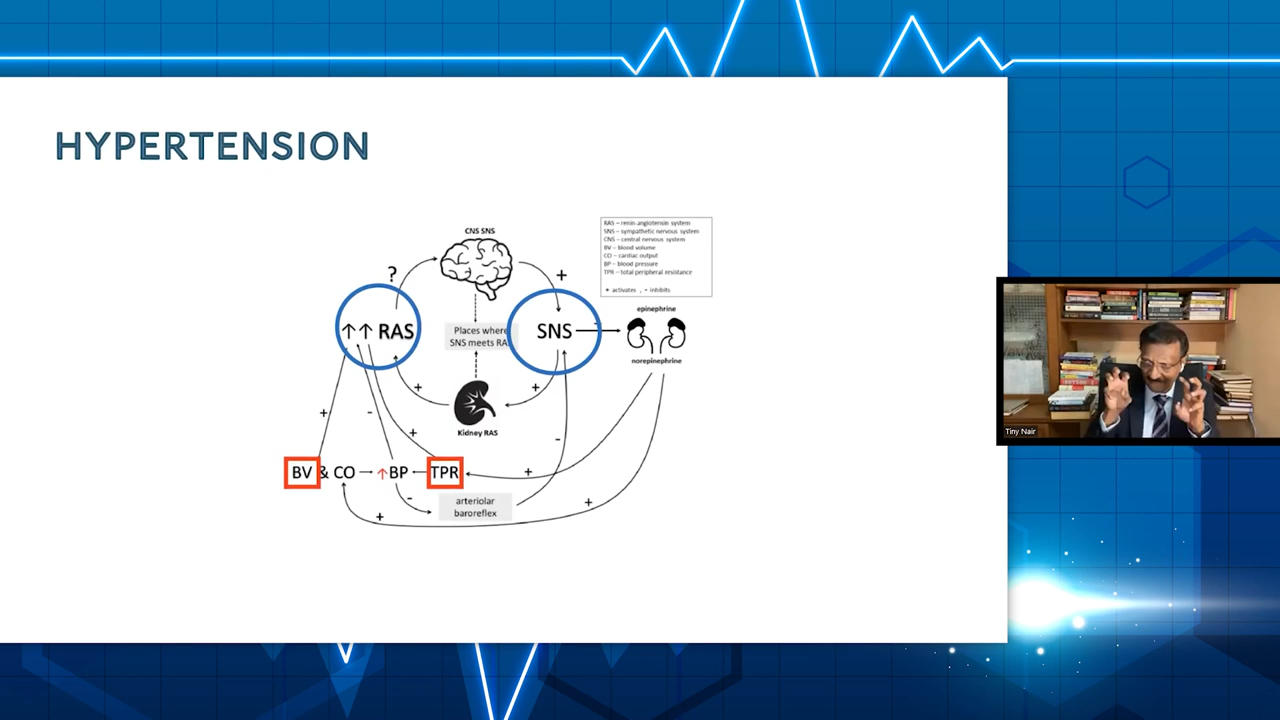 HYPERTENSION
CNS SNS
RAS – renin-angiotensin system
SNS – sympathetic nervous system
CNS – central nervous system
BV – blood volume
CO – cardiac output
BP – blood pressure
TPR – total peripheral resistance
+ activates , - inhibits
?
+
↑↑ RAS
Places where
SNS meets RA
SNS
epinephrine
norepinephrine
+
+
Kidney RAS
+
-
+
-
BV & CO → ↑BP ← TPR
+
-
arteriolar
baroreflex
+
+
Tiny Nair